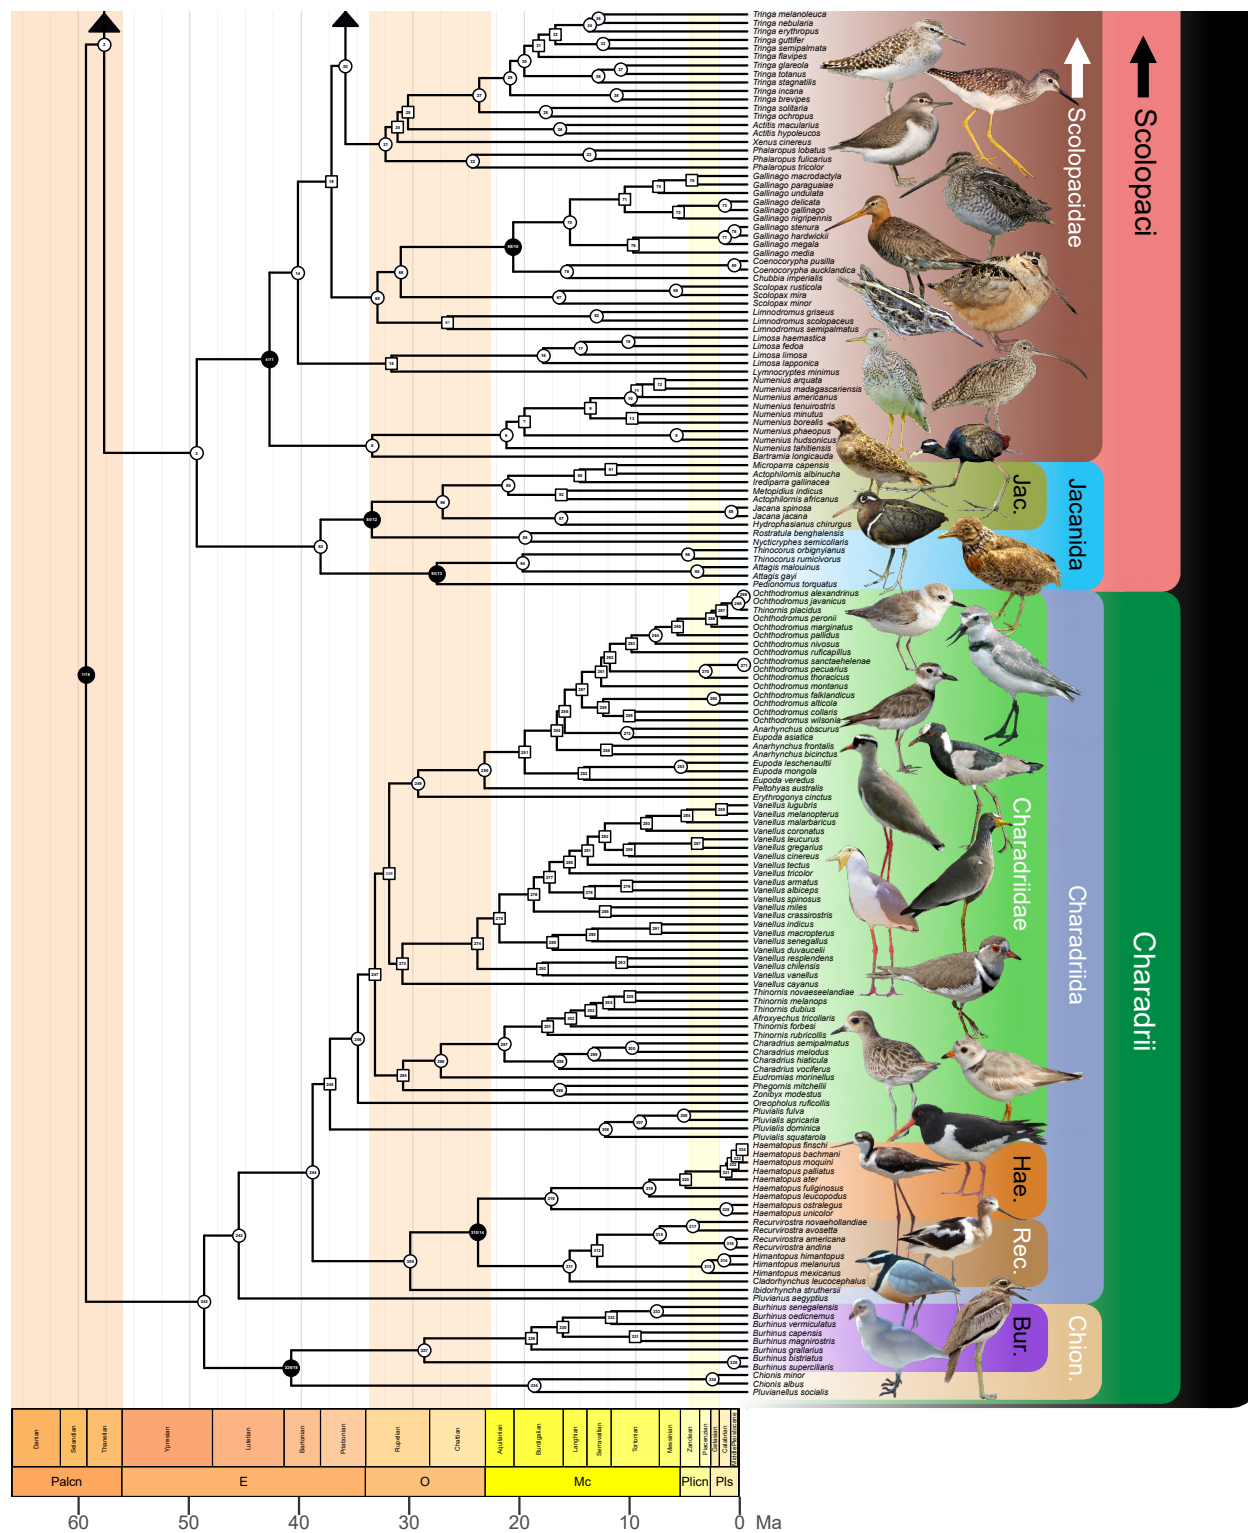 Tringa melanoleuca
Tringa nebularia
Tringa erythropus
Tringa guttifer
Tringa semipalmata
Tringa flavipes
Tringa glareola
Tringa totanus
Tringa stagnatilis
Tringa incana
Tringa brevipes
Tringa solitaria
Tringa ochropus
Actitis macularius
Actitis hypoleucos
Xenus cinereus
Phalaropus lobatus
Phalaropus fulicarius
Phalaropus tricolor
Gallinago macrodactyla
Gallinago paraguaiae
Gallinago undulata
Gallinago delicata
Gallinago gallinago
Gallinago nigripennis
Gallinago stenura
Gallinago hardwickii
Gallinago megala
Gallinago media
Coenocorypha pusilla
Coenocorypha aucklandica
Chubbia imperialis
Scolopax rusticola
Scolopax mira
Scolopax minor
Limnodromus griseus
Limnodromus scolopaceus
Limnodromus semipalmatus
Limosa haemastica
Limosa fedoa
Limosa limosa
Limosa lapponica
Lymnocryptes minimus
Numenius arquata
Numenius madagascariensis
Numenius americanus
Numenius tenuirostris
Numenius minutus
Numenius borealis
Numenius phaeopus
Numenius hudsonicus
Numenius tahitiensis
Bartramia longicauda
Microparra capensis
Actophilornis albinucha
Irediparra gallinacea
Metopidius indicus
Actophilornis africanus
Jacana spinosa
Jacana jacana
Hydrophasianus chirurgus
Rostratula benghalensis
Nycticryphes semicollaris
Thinocorus orbignyianus
Thinocorus rumicivorus
Attagis malouinus
Attagis gayi
Pedionomus torquatus
Ochthodromus alexandrinus
Ochthodromus javanicus
Thinornis placidus
Ochthodromus peronii
Ochthodromus marginatus
Ochthodromus pallidus
Ochthodromus nivosus
Ochthodromus ruficapillus
Ochthodromus sanctaehelenae
Ochthodromus pecuarius
Ochthodromus thoracicus
Ochthodromus montanus
Ochthodromus falklandicus
Ochthodromus alticola
Ochthodromus collaris
Ochthodromus wilsonia
Anarhynchus obscurus
Eupoda asiatica
Anarhynchus frontalis
Anarhynchus bicinctus
Eupoda leschenaultii
Eupoda mongola
Eupoda veredus
Peltohyas australis
Erythrogonys cinctus
Vanellus lugubris
Vanellus melanopterus
Vanellus malarbaricus
Vanellus coronatus
Vanellus leucurus
Vanellus gregarius
Vanellus cinereus
Vanellus tectus
Vanellus tricolor
Vanellus armatus
Vanellus albiceps
Vanellus spinosus
Vanellus miles
Vanellus crassirostris
Vanellus indicus
Vanellus macropterus
Vanellus senegallus
Vanellus duvaucelii
Vanellus resplendens
Vanellus chilensis
Vanellus vanellus
Vanellus cayanus
Thinornis novaeseelandiae
Thinornis melanops
Thinornis dubius
Afroxyechus tricollaris
Thinornis forbesi
Thinornis rubricollis
Charadrius semipalmatus
Charadrius melodus
Charadrius hiaticula
Charadrius vociferus
Eudromias morinellus
Phegornis mitchellii
Zonibyx modestus
Oreopholus ruficollis
Pluvialis fulva
Pluvialis apricaria
Pluvialis dominica
Pluvialis squatarola
Haematopus finschi
Haematopus bachmani
Haematopus moquini
Haematopus palliatus
Haematopus ater
Haematopus fuliginosus
Haematopus leucopodus
Haematopus ostralegus
Haematopus unicolor
Recurvirostra novaehollandiae
Recurvirostra avosetta
Recurvirostra americana
Recurvirostra andina
Himantopus himantopus
Himantopus melanurus
Himantopus mexicanus
Cladorhynchus leucocephalus
Ibidorhyncha struthersii
Pluvianus aegyptius
Burhinus senegalensis
Burhinus oedicnemus
Burhinus vermiculatus
Burhinus capensis
Burhinus magnirostris
Burhinus grallarius
Burhinus bistriatus
Burhinus superciliaris
Chionis minor
Chionis albus
Pluvianellus socialis
Scolopacidae
Scolopaci
Jac.
Jacanida
Charadriidae
Charadriida
Charadrii
Hae.
Rec.
Bur.
Chion.
Danian Selandian Thanetian Ypresian Lutetian Bartonian Priabonian Rupelian Chattian Aquitanian Burdigalian Langhian Serravallian Tortonian Messinian Zanclean Piacenzian Gelasian Calabrian
Palcn E O Mc Plicn Pls
60 50 40 30 20 10 0 Ma